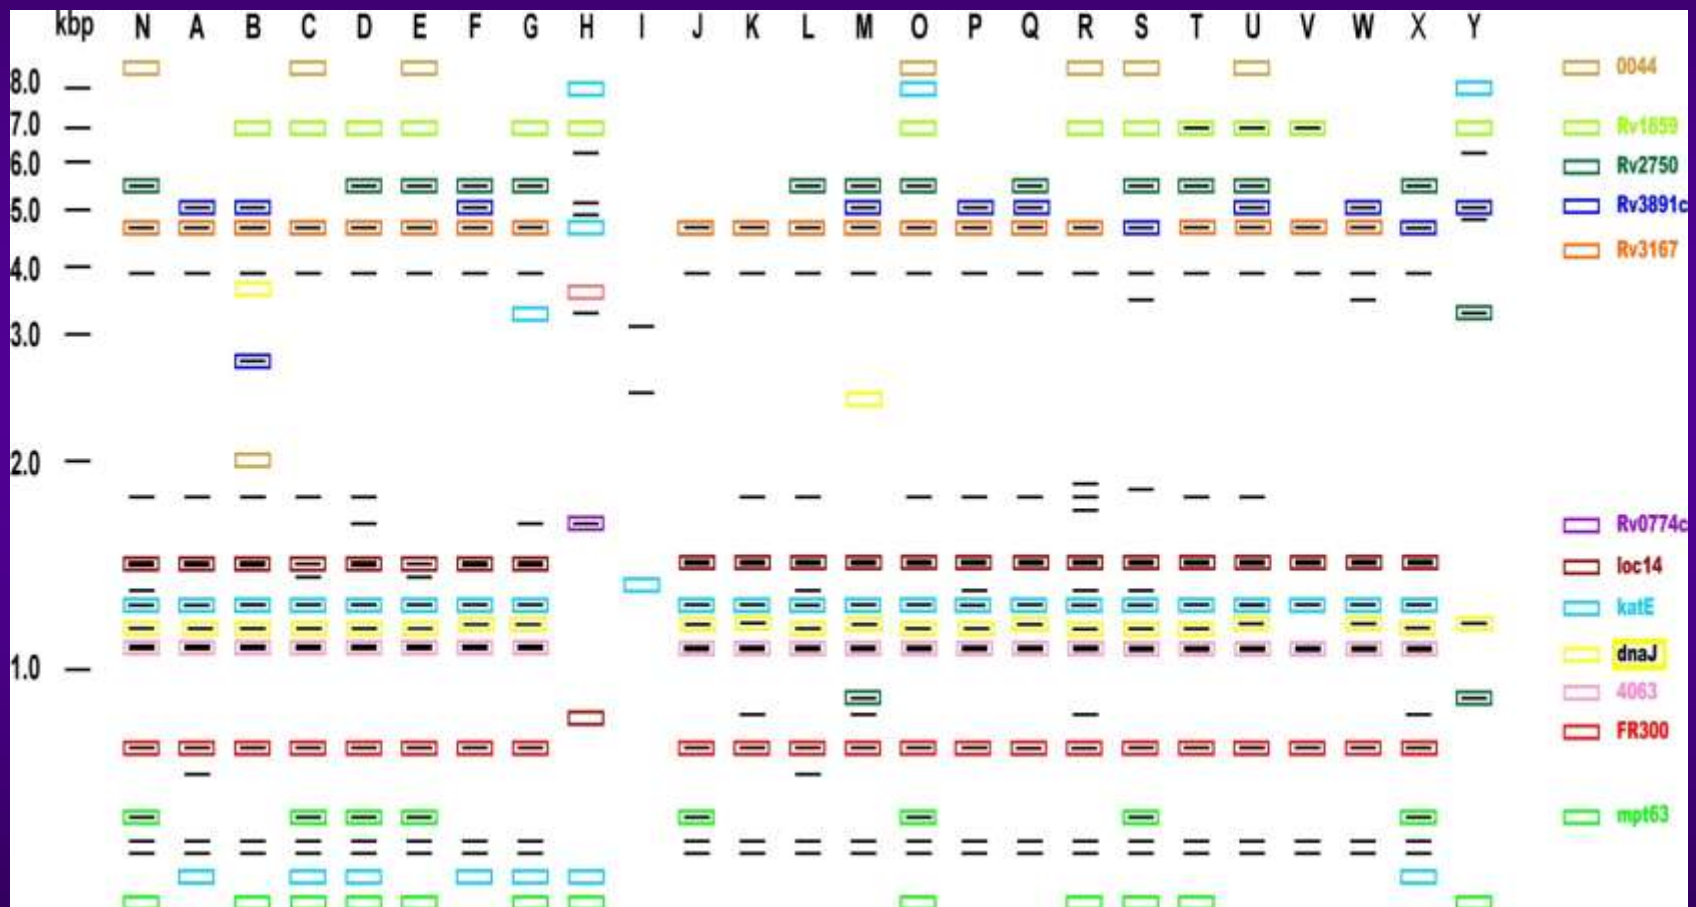 kbp N A B C D E F G H I J K L M O P Q R S T U V W X Y
0044
8.0
7.0 Rv1659
6.0 Rv2750
5.0 Rv3891c
4.0 Rv3167
3.0
2.0
Rv0774c
loc14
katE
1.0 dnaJ
4063
FR300
mpt63